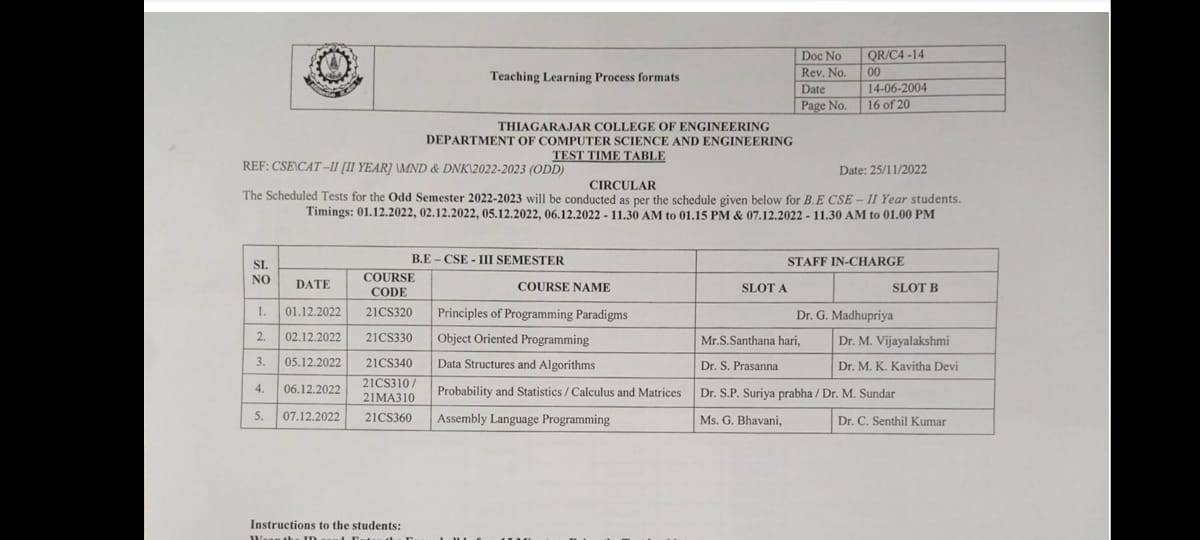 Teaching Learning Process formats
Doc No QR/C4 -14
Rev. No. 00
Date 14-06-2004
Page No. 16 of 20
THIAGARAJAR COLLEGE OF ENGINEERING
DEPARTMENT OF COMPUTER SCIENCE AND ENGINEERING
TEST TIME TABLE
REF: CSE\CAT –II [II YEAR] \MND & DNK\2022-2023 (ODD)
Date: 25/11/2022
CIRCULAR
The Scheduled Tests for the Odd Semester 2022-2023 will be conducted as per the schedule given below for B.E CSE – II Year students.
Timings: 01.12.2022, 02.12.2022, 05.12.2022, 06.12.2022 - 11.30 AM to 01.15 PM & 07.12.2022 - 11.30 AM to 01.00 PM
SI. NO B.E – CSE - III SEMESTER STAFF IN-CHARGE
DATE COURSE CODE COURSE NAME SLOT A SLOT B
1. 01.12.2022 21CS320 Principles of Programming Paradigms Dr. G. Madhupriya
2. 02.12.2022 21CS330 Object Oriented Programming Mr.S.Santhana hari, Dr. M. Vijayalakshmi
3. 05.12.2022 21CS340 Data Structures and Algorithms Dr. S. Prasanna Dr. M. K. Kavitha Devi
4. 06.12.2022 21CS310 / 21MA310 Probability and Statistics / Calculus and Matrices Dr. S.P. Suriya prabha / Dr. M. Sundar
5. 07.12.2022 21CS360 Assembly Language Programming Ms. G. Bhavani, Dr. C. Senthil Kumar
Instructions to the students: